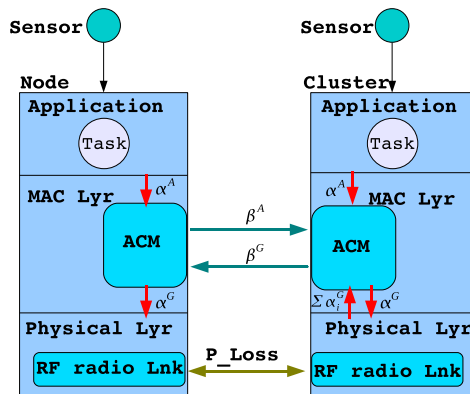 Sensor
Sensor
Node
Cluster
Application
Application
Task
Task
α^A
α^A
MAC Lyr
MAC Lyr
β^A
ACM
ACM
β^G
α^G
Σ α_i^G
α^G
Physical Lyr
Physical Lyr
P_Loss
RF radio Lnk
RF radio Lnk